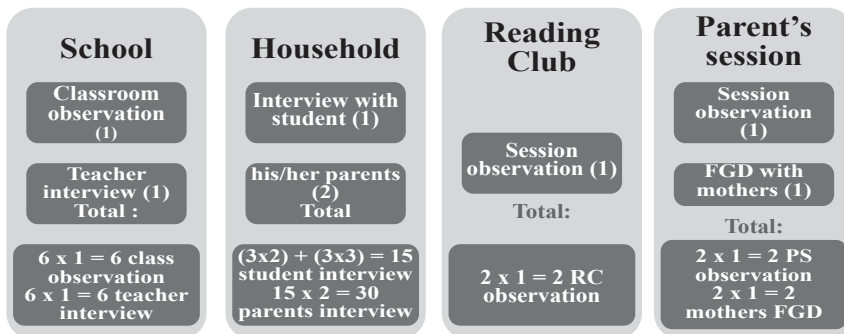 School
Classroom
observation
(1)
Teacher
interview (1)
Total :
6 x 1 = 6 class
observation
6 x 1 = 6 teacher
interview
Household
Interview with
student (1)
his/her parents
(2)
Total
(3x2) + (3x3) = 15
student interview
15 x 2 = 30
parents interview
Reading
Club
Session
observation (1)
Total:
2 x 1 = 2 RC
observation
Parent’s
session
Session
observation
(1)
FGD with
mothers (1)
Total:
2 x 1 = 2 PS
observation
2 x 1 = 2
mothers FGD